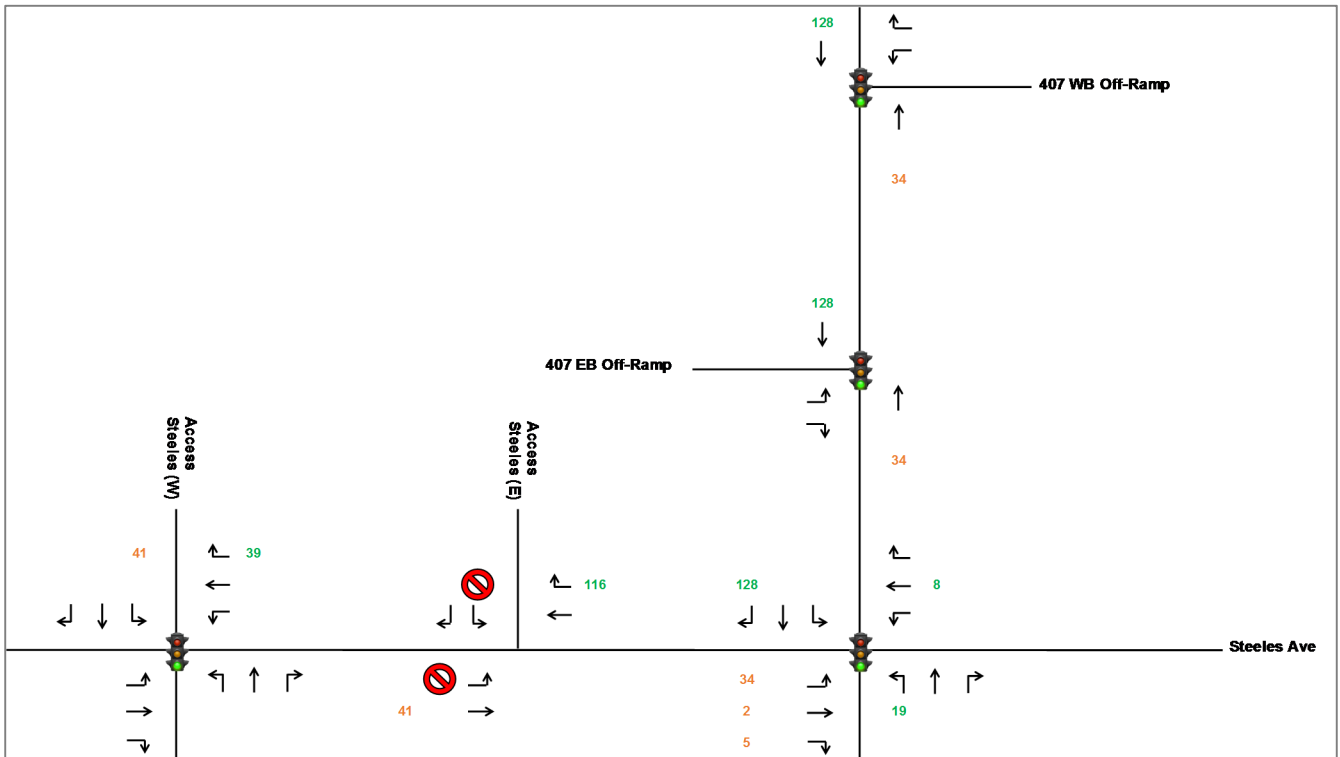 128
407 WB Off-Ramp
34
128
407 EB Off-Ramp
34
Access
Steeles (W)
Access
Steeles (E)
41
39
116
128
8
Steeles Ave
34
41
2
19
5